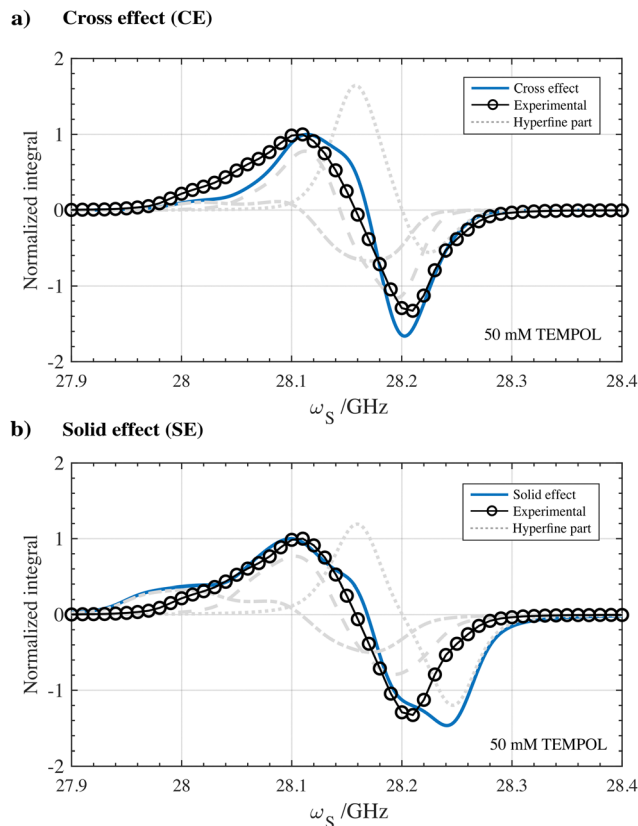 a) Cross effect (CE)
2
1
0
-1
-2
Normalized integral
Cross effect
Experimental
Hyperfine part
50 mM TEMPOL
27.9 28 28.1 28.2 28.3 28.4
ω_S /GHz
b) Solid effect (SE)
2
1
0
-1
-2
Normalized integral
Solid effect
Experimental
Hyperfine part
50 mM TEMPOL
27.9 28 28.1 28.2 28.3 28.4
ω_S /GHz